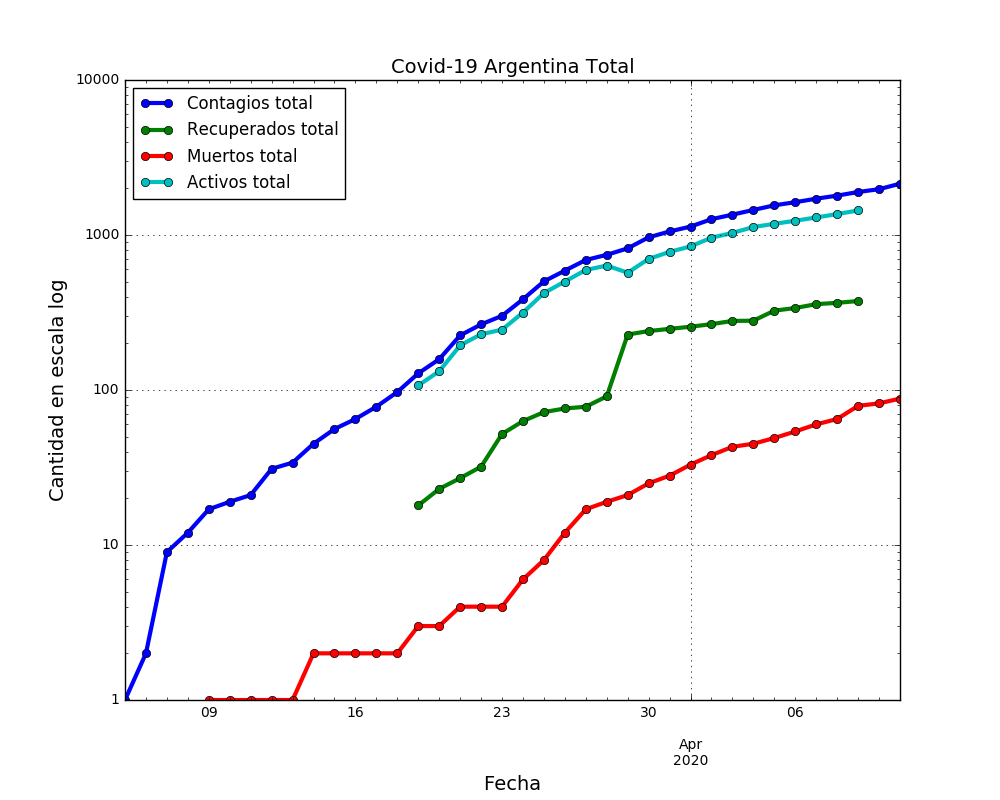 Covid-19 Argentina Total
10000
1000
100
10
1
Cantidad en escala log
Contagios total
Recuperados total
Muertos total
Activos total
09 16 23 30 06
Apr
2020
Fecha